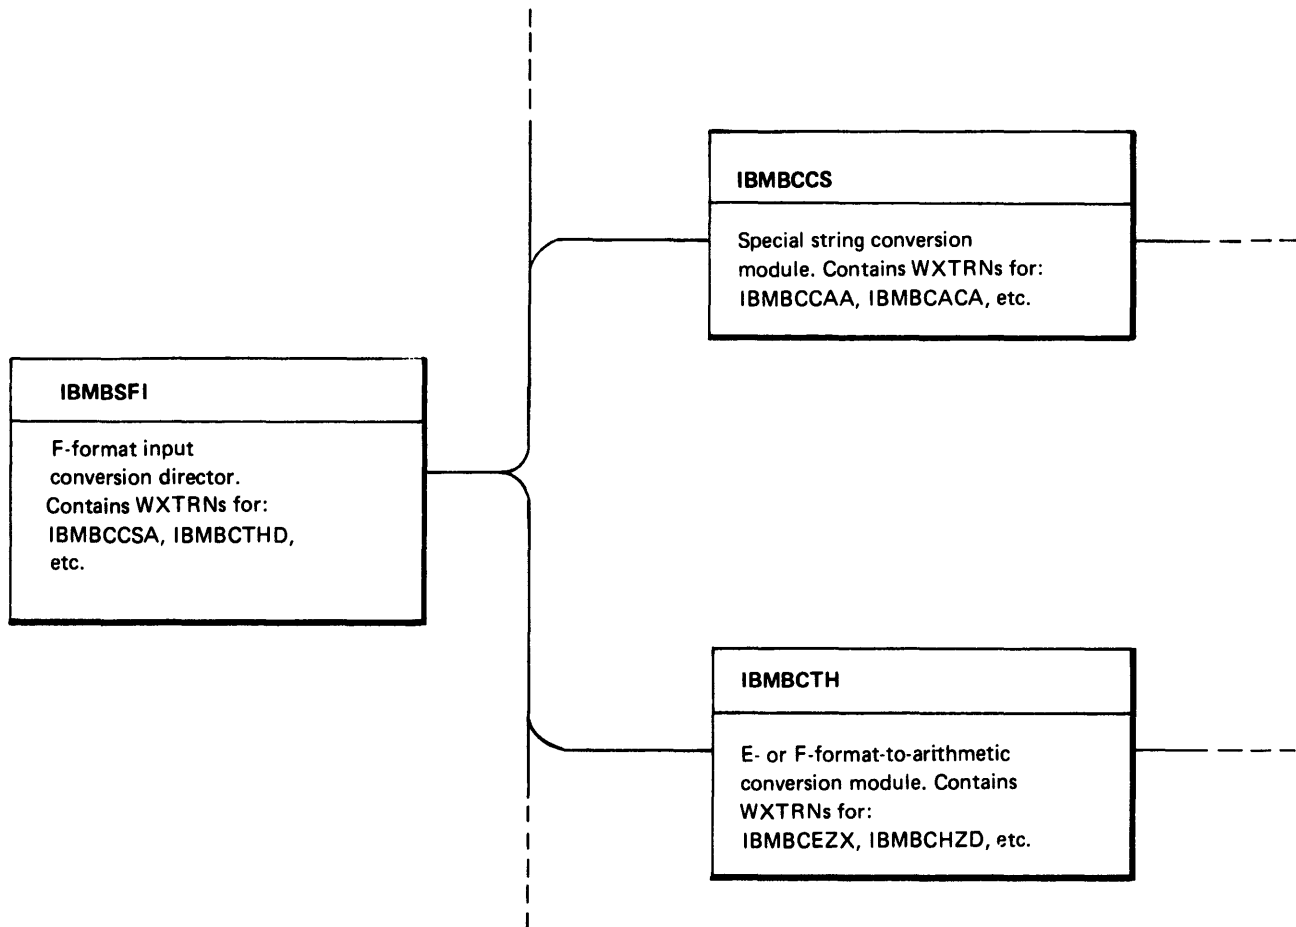 IBMBCCS
Special string conversion
module. Contains WXTRNs for:
IBMBCCAA, IBMBCACA, etc.
IBMBSFI
F-format input
conversion director.
Contains WXTRNs for:
IBMBCCSA, IBMBCTHD,
etc.
IBMBCTH
E- or F-format-to-arithmetic
conversion module. Contains
WXTRNs for:
IBMBCEZX, IBMBCHZD, etc.